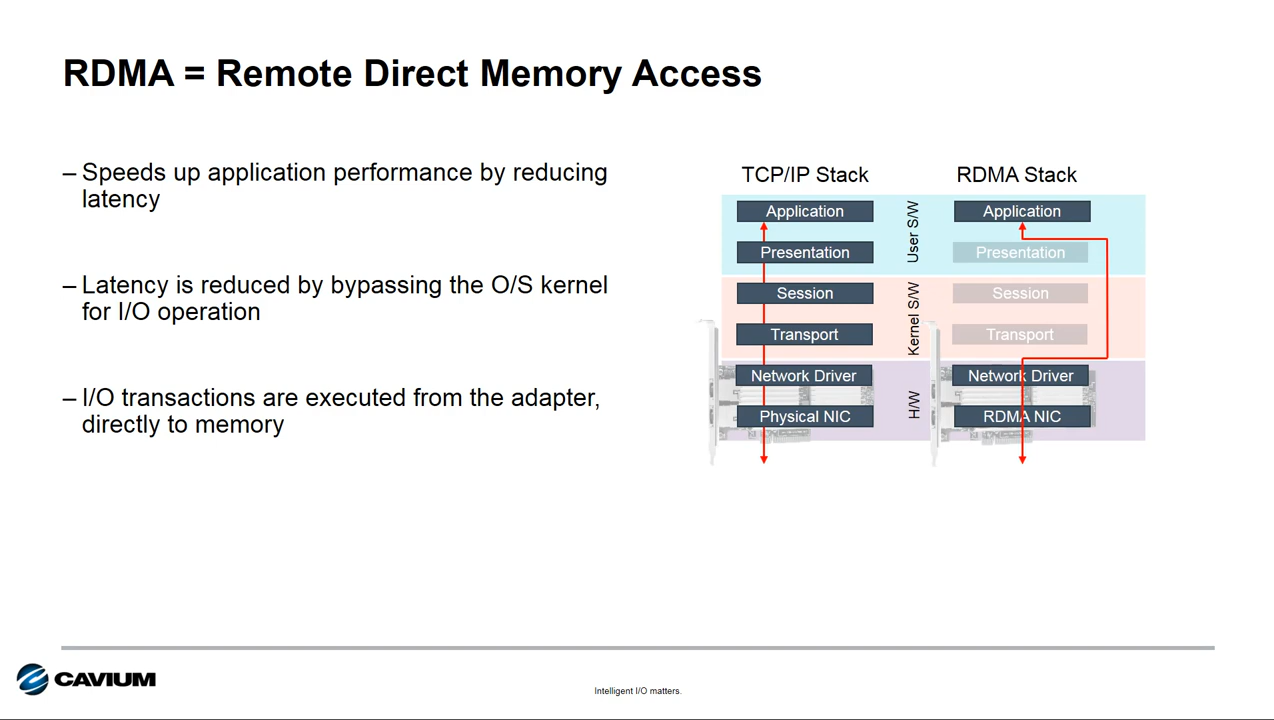 RDMA = Remote Direct Memory Access
– Speeds up application performance by reducing
latency
– Latency is reduced by bypassing the O/S kernel
for I/O operation
– I/O transactions are executed from the adapter,
directly to memory
TCP/IP Stack
Application
Presentation
Session
Transport
Network Driver
Physical NIC
User S/W
Kernel S/W
H/W
RDMA Stack
Application
Presentation
Session
Transport
Network Driver
RDMA NIC
CAVIUM
Intelligent I/O matters.